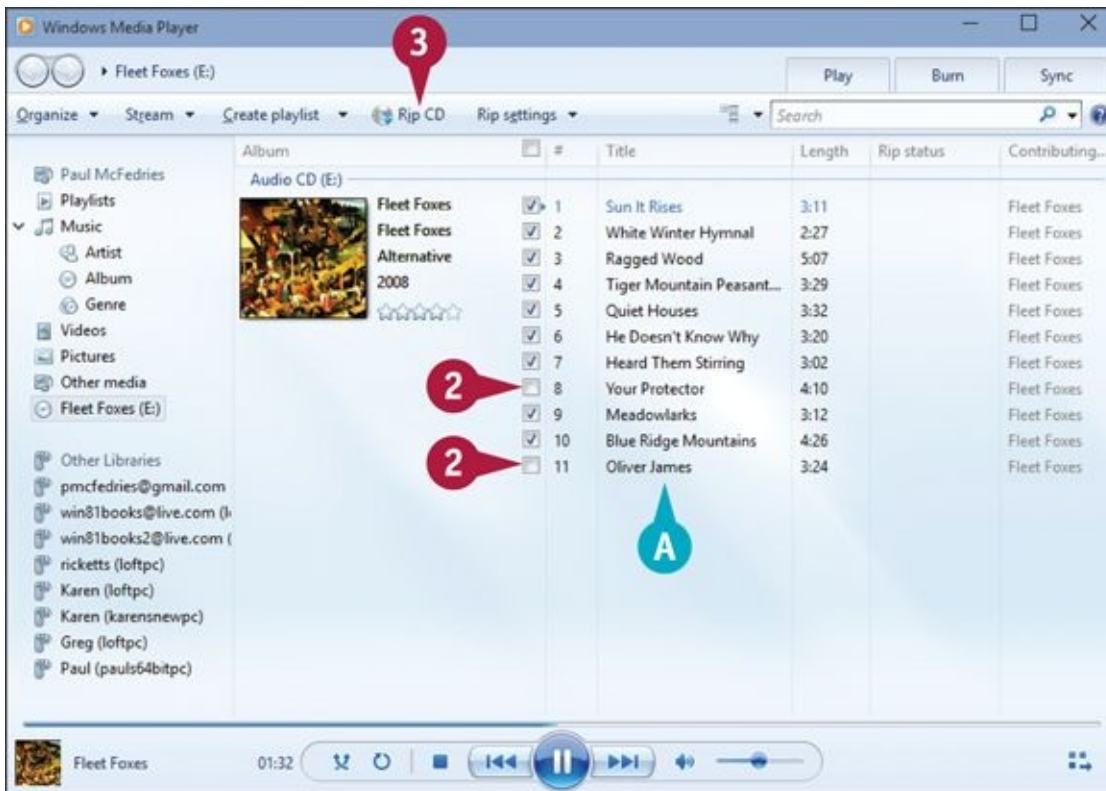 Windows Media Player
3
Fleet Foxes (E:)
Play Burn Sync
Organize Stream Create playlist Rip CD Rip settings Search
Album # Title Length Rip status Contributing...
Paul McFedries
Playlists
Music
Artist
Album
Genre
Videos
Pictures
Other media
Fleet Foxes (E:)
Other Libraries
pmcfedries@gmail.com
win81books@live.com (l
win81books2@live.com (
ricketts (loftpc)
Karen (loftpc)
Karen (karensnewpc)
Greg (loftpc)
Paul (pauls64bitpc)
Audio CD (E:)
Fleet Foxes
Fleet Foxes
Alternative
2008
1 Sun It Rises 3:11 Fleet Foxes
2 White Winter Hymnal 2:27 Fleet Foxes
3 Ragged Wood 5:07 Fleet Foxes
4 Tiger Mountain Peasant... 3:29 Fleet Foxes
5 Quiet Houses 3:32 Fleet Foxes
6 He Doesn't Know Why 3:20 Fleet Foxes
7 Heard Them Stirring 3:02 Fleet Foxes
2 8 Your Protector 4:10 Fleet Foxes
9 Meadowlarks 3:12 Fleet Foxes
10 Blue Ridge Mountains 4:26 Fleet Foxes
2 11 Oliver James 3:24 Fleet Foxes
A
Fleet Foxes 01:32